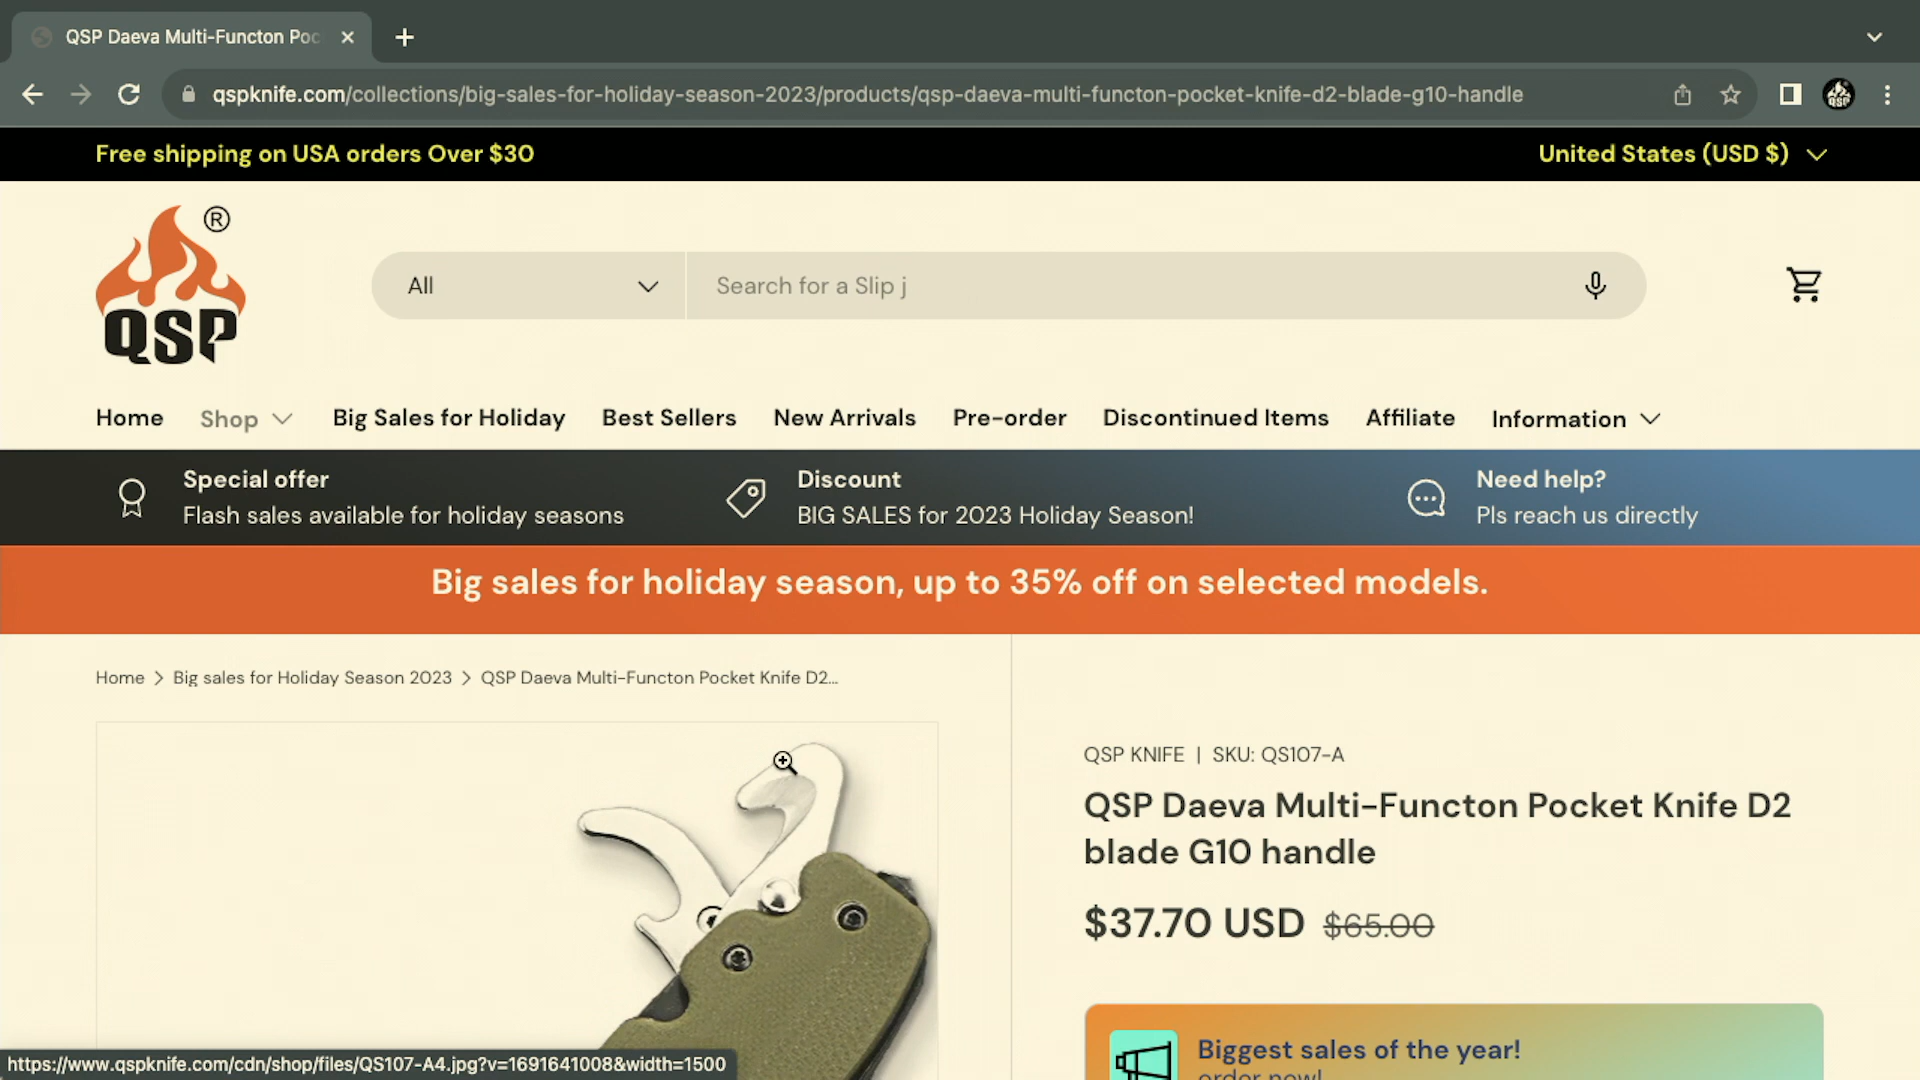 QSP Daeva Multi-Functon Poc
qspknife.com/collections/big-sales-for-holiday-season-2023/products/qsp-daeva-multi-functon-pocket-knife-d2-blade-g10-handle
QSP
Free shipping on USA orders Over $30
United States (USD $)
®
QSP
All
Search for a Slip j
Home
Shop
Big Sales for Holiday
Best Sellers
New Arrivals
Pre-order
Discontinued Items
Affiliate
Information
Special offer
Flash sales available for holiday seasons
Discount
BIG SALES for 2023 Holiday Season!
Need help?
Pls reach us directly
Big sales for holiday season, up to 35% off on selected models.
Home > Big sales for Holiday Season 2023 > QSP Daeva Multi-Functon Pocket Knife D2...
QSP KNIFE | SKU: QS107-A
QSP Daeva Multi-Functon Pocket Knife D2
blade G10 handle
$37.70 USD $65.00
Biggest sales of the year!
order now!
https://www.qspknife.com/cdn/shop/files/QS107-A4.jpg?v=1691641008&width=1500